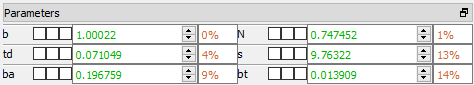 Parameters
b 1.00022 0% N 0.747452 1%
td 0.071049 4% s 9.76322 13%
ba 0.196759 9% bt 0.013909 14%